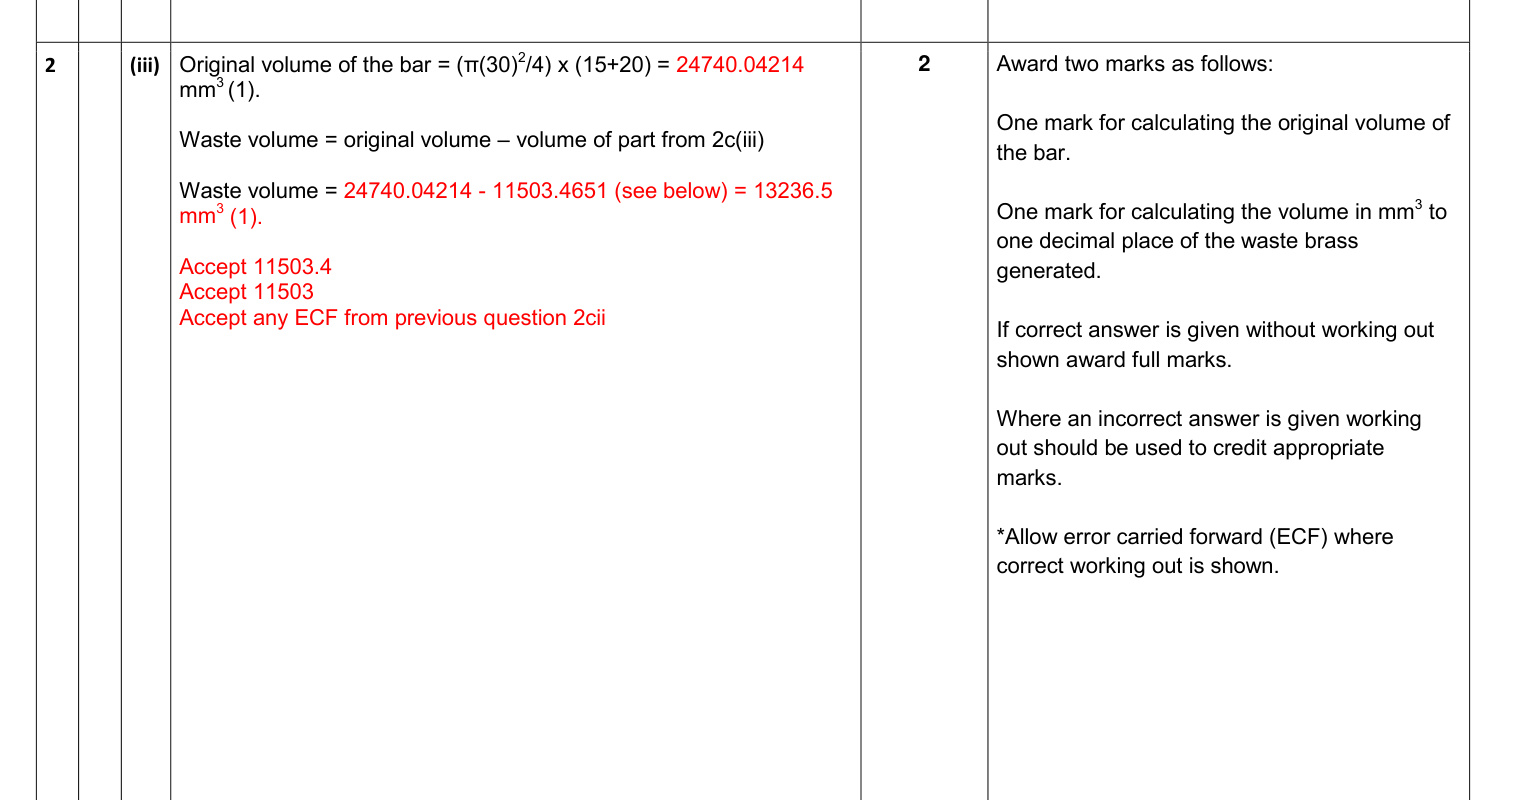 2
(iii)
Original volume of the bar = (π(30)²/4) x (15+20) = 24740.04214
mm³ (1).
Waste volume = original volume – volume of part from 2c(iii)
Waste volume = 24740.04214 - 11503.4651 (see below) = 13236.5
mm³ (1).
Accept 11503.4
Accept 11503
Accept any ECF from previous question 2cii
2
Award two marks as follows:
One mark for calculating the original volume of
the bar.
One mark for calculating the volume in mm³ to
one decimal place of the waste brass
generated.
If correct answer is given without working out
shown award full marks.
Where an incorrect answer is given working
out should be used to credit appropriate
marks.
*Allow error carried forward (ECF) where
correct working out is shown.